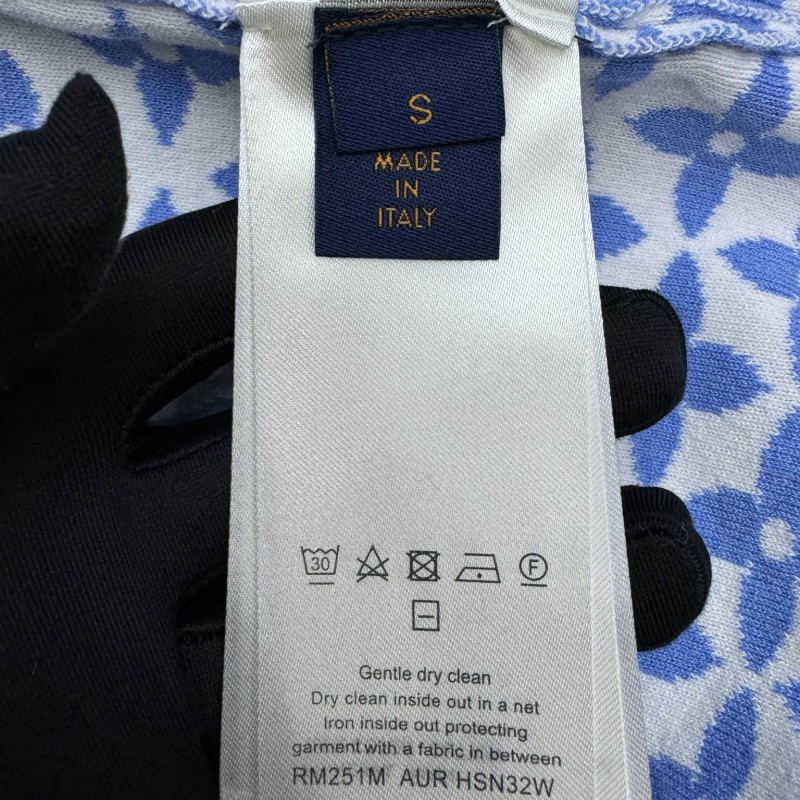 S
MADE
IN
ITALY
30
F
Gentle dry clean
Dry clean inside out in a net
Iron inside out protecting
garment with a fabric in between
RM251M AUR HSN32W